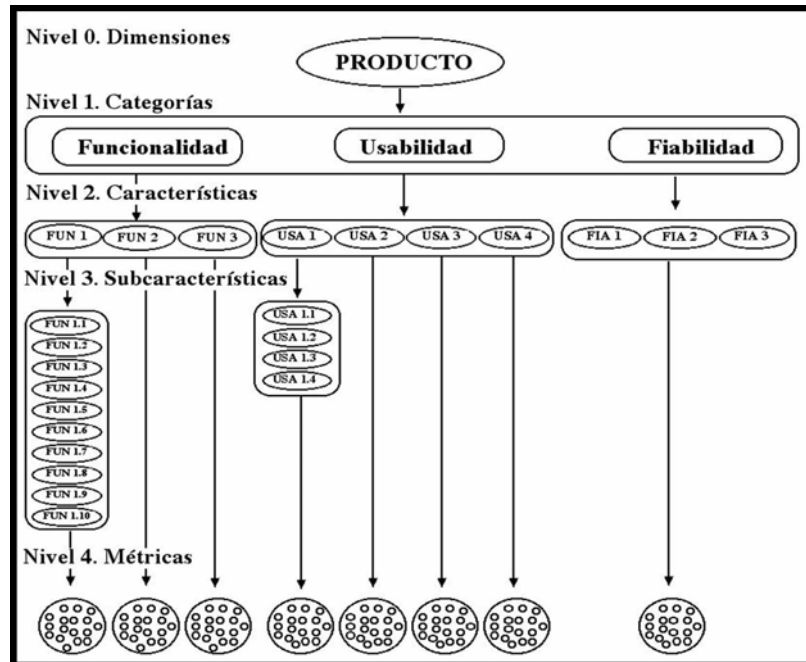 Nivel 0. Dimensiones
PRODUCTO
Nivel 1. Categorías
Funcionalidad Usabilidad Fiabilidad
Nivel 2. Características
FUN 1 FUN 2 FUN 3 USA 1 USA 2 USA 3 USA 4 FIA 1 FIA 2 FIA 3
Nivel 3. Subcaracterísticas
FUN 1.1
FUN 1.2
FUN 1.3
FUN 1.4
FUN 1.5
FUN 1.6
FUN 1.7
FUN 1.8
FUN 1.9
FUN 1.10
USA 1.1
USA 1.2
USA 1.3
USA 1.4
Nivel 4. Métricas